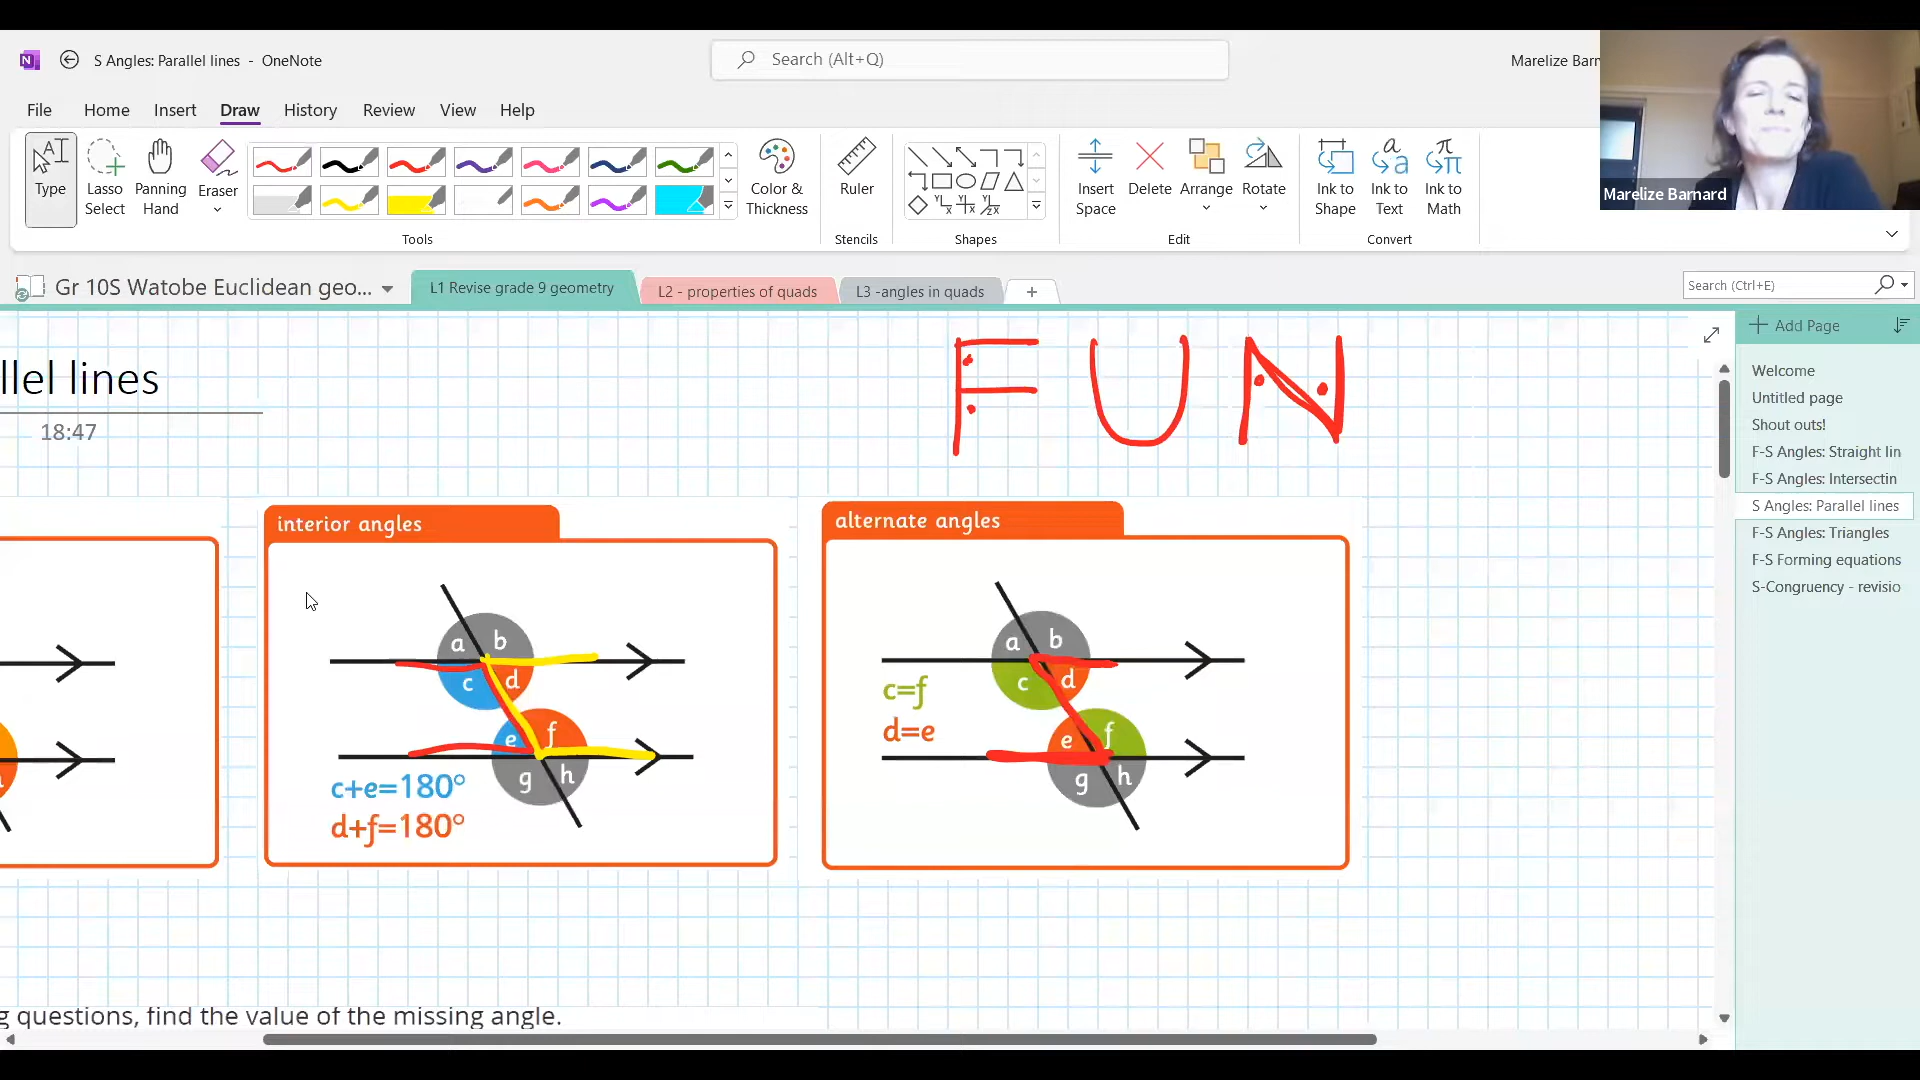 S Angles: Parallel lines - OneNote
Search (Alt+Q)
Marelize Barn
Marelize Barnard
File Home Insert Draw History Review View Help
Type
Lasso Select
Panning Hand
Eraser
Color & Thickness
Ruler
Insert Space
Delete
Arrange
Rotate
Ink to Shape
Ink to Text
Ink to Math
Tools Stencils Shapes Edit Convert
Gr 10S Watobe Euclidean geo...
L1 Revise grade 9 geometry
L2 - properties of quads
L3 -angles in quads
Search (Ctrl+E)
Add Page
Welcome
Untitled page
Shout outs!
F-S Angles: Straight lin
F-S Angles: Intersectin
S Angles: Parallel lines
F-S Angles: Triangles
F-S Forming equations
S-Congruency - revisio
llel lines
18:47
F U N
interior angles
a b
c d
e f
g h
c+e=180°
d+f=180°
alternate angles
a b
c d
e f
g h
c=f
d=e
g questions, find the value of the missing angle.